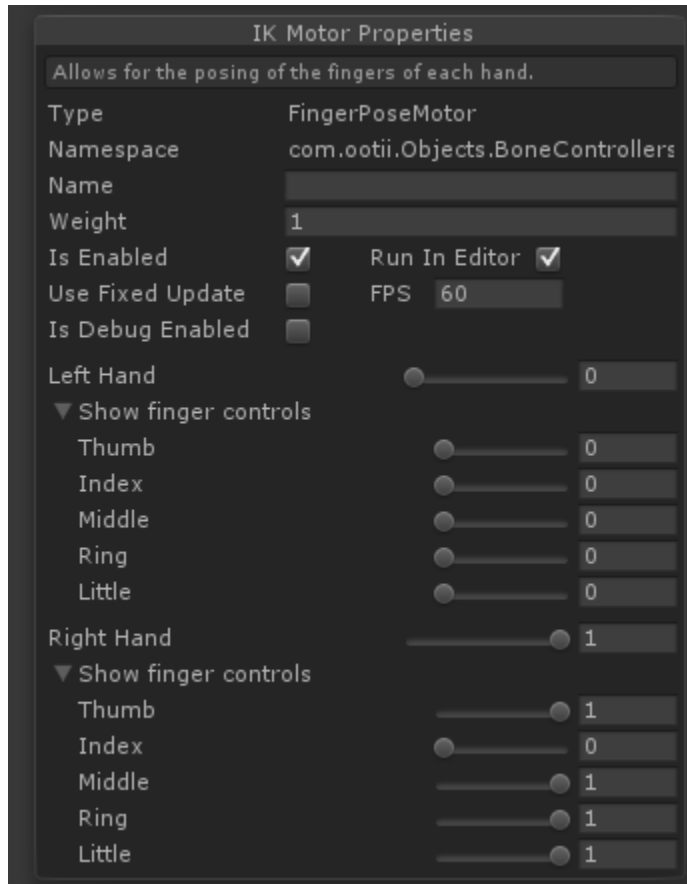 IK Motor Properties
Allows for the posing of the fingers of each hand.
Type FingerPoseMotor
Namespace com.ootii.Objects.BoneControllers
Name
Weight 1
Is Enabled Run In Editor
Use Fixed Update FPS 60
Is Debug Enabled
Left Hand 0
Show finger controls
Thumb 0
Index 0
Middle 0
Ring 0
Little 0
Right Hand 1
Show finger controls
Thumb 1
Index 0
Middle 1
Ring 1
Little 1